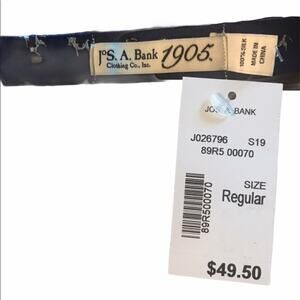 JoS. A. Bank 1905.
Clothing Co., Inc.
100% SILK
MADE IN
CHINA
JOS. A. BANK
J026796 S19
89R5 00070
89R500070
SIZE
Regular
$49.50